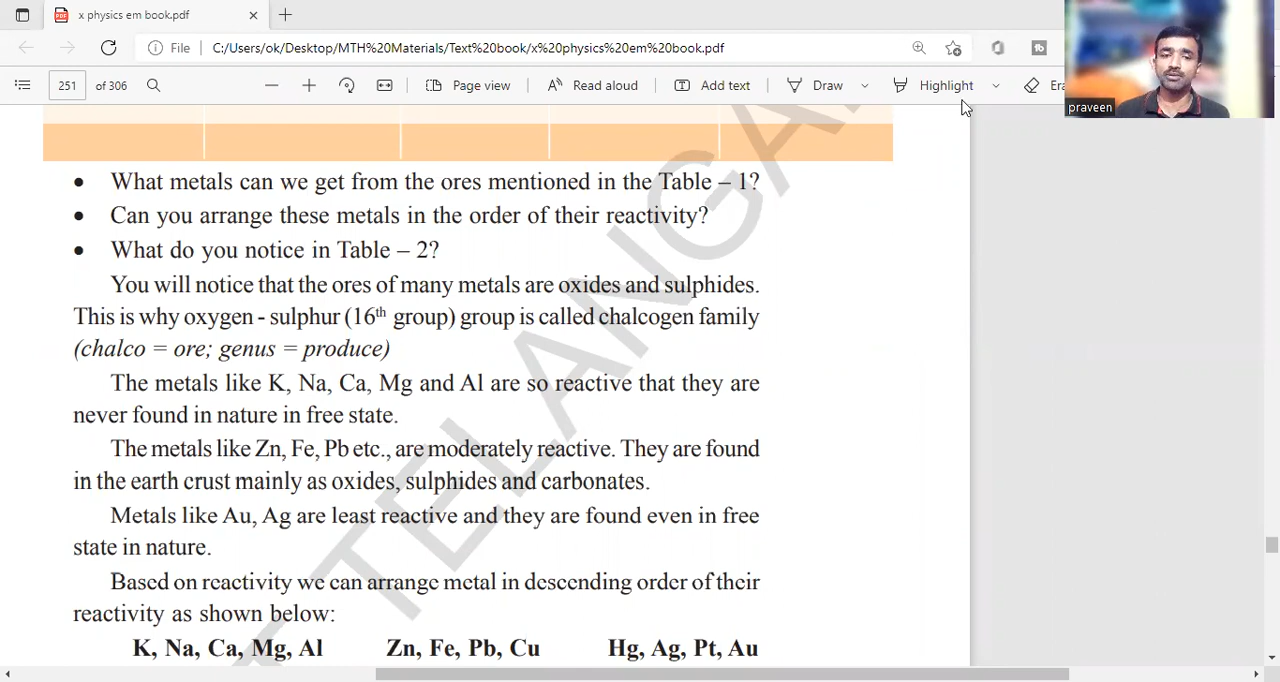 x physics em book.pdf
File
C:/Users/ok/Desktop/MTH%20Materials/Text%20book/x%20physics%20em%20book.pdf
251 of 306
Page view
Read aloud
Add text
Draw
Highlight
Era
praveen
• What metals can we get from the ores mentioned in the Table – 1?
• Can you arrange these metals in the order of their reactivity?
• What do you notice in Table – 2?
You will notice that the ores of many metals are oxides and sulphides.
This is why oxygen - sulphur (16th group) group is called chalcogen family
(chalco = ore; genus = produce)
The metals like K, Na, Ca, Mg and Al are so reactive that they are
never found in nature in free state.
The metals like Zn, Fe, Pb etc., are moderately reactive. They are found
in the earth crust mainly as oxides, sulphides and carbonates.
Metals like Au, Ag are least reactive and they are found even in free
state in nature.
Based on reactivity we can arrange metal in descending order of their
reactivity as shown below:
K, Na, Ca, Mg, Al Zn, Fe, Pb, Cu Hg, Ag, Pt, Au
T TELANGA